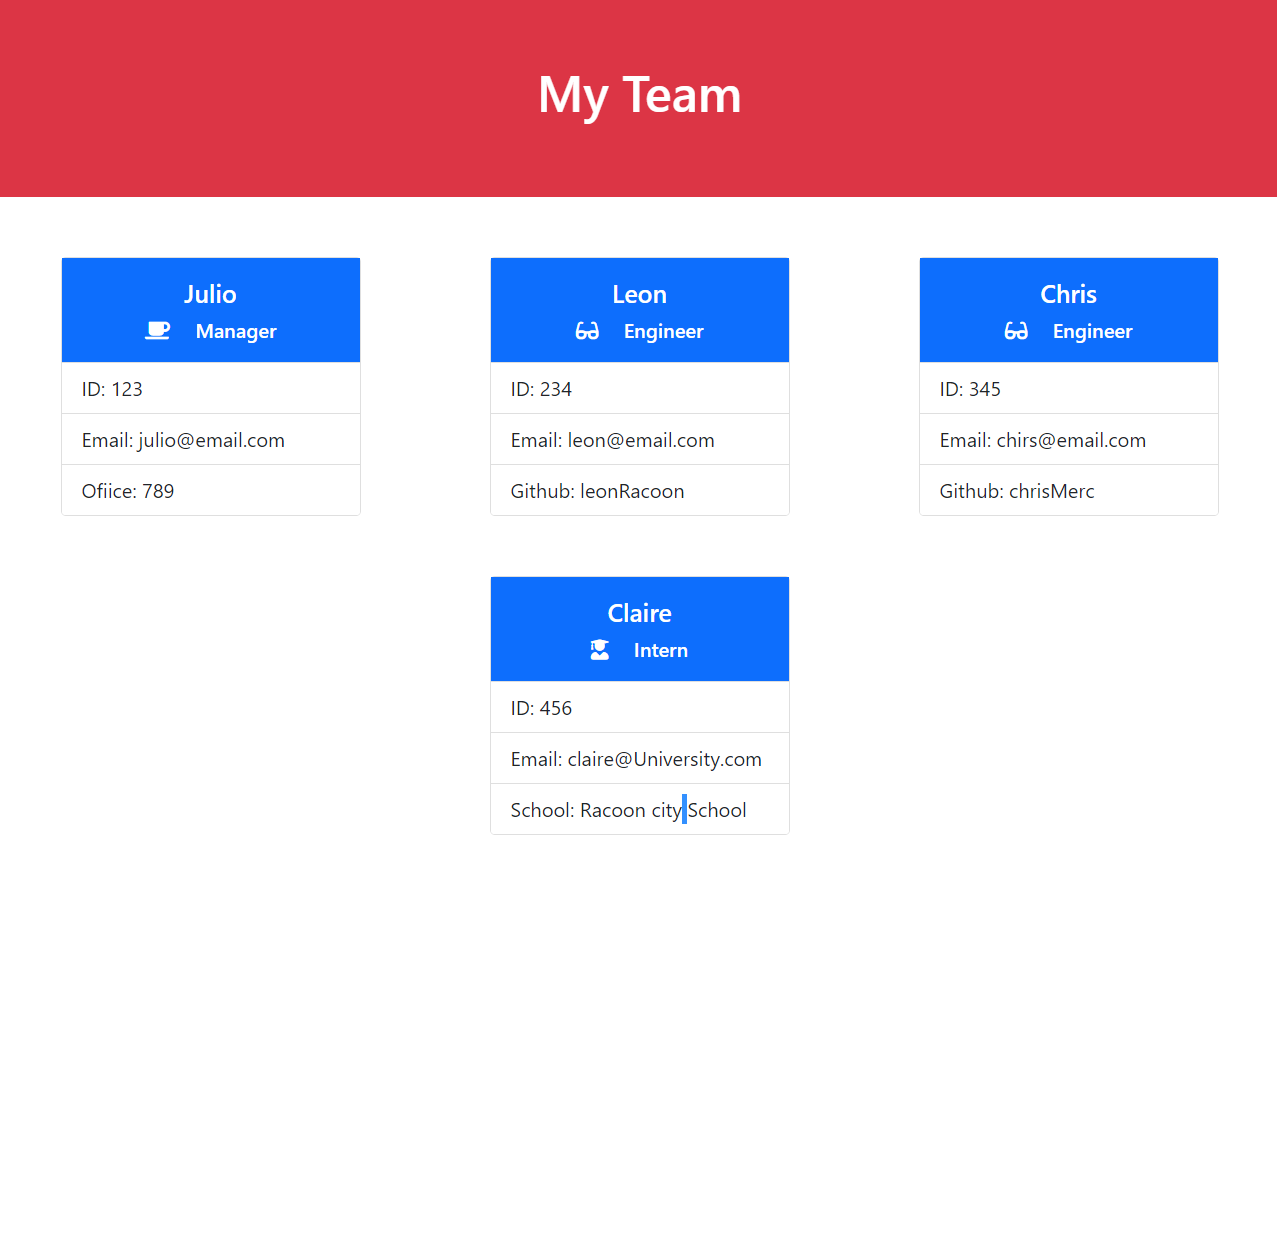 My Team
Julio
Manager
ID: 123
Email: julio@email.com
Ofiice: 789
Leon
Engineer
ID: 234
Email: leon@email.com
Github: leonRacoon
Chris
Engineer
ID: 345
Email: chirs@email.com
Github: chrisMerc
Claire
Intern
ID: 456
Email: claire@University.com
School: Racoon city School